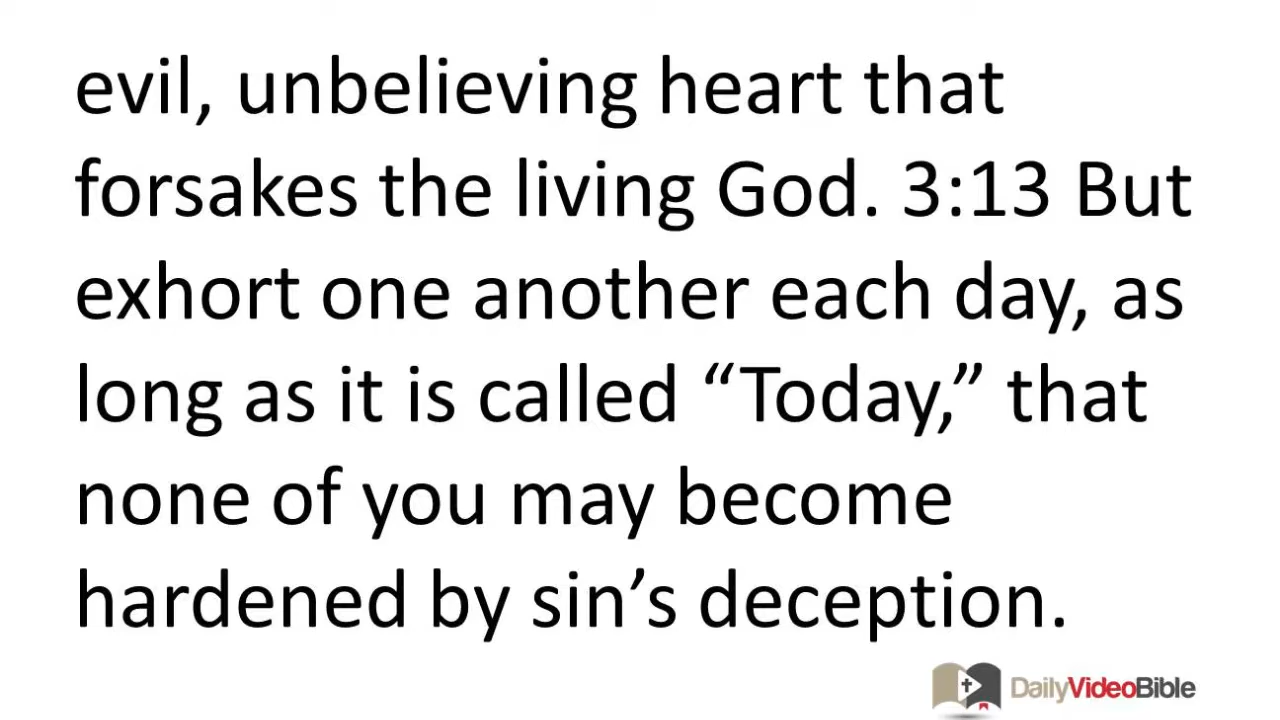 evil, unbelieving heart that
forsakes the living God. 3:13 But
exhort one another each day, as
long as it is called “Today,” that
none of you may become
hardened by sin’s deception.
DailyVideoBible